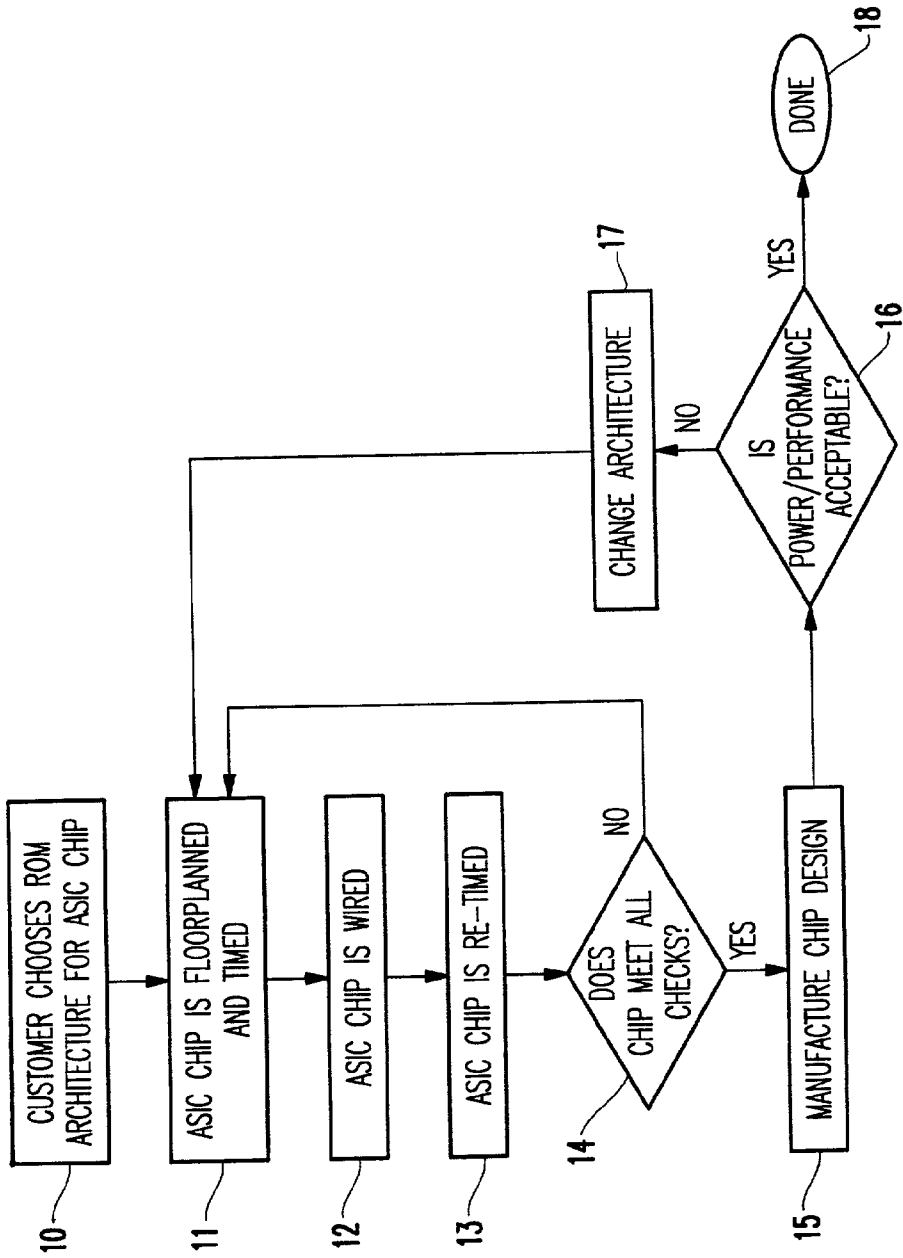 CUSTOMER CHOOSES ROM
ARCHITECTURE FOR ASIC CHIP
10
ASIC CHIP IS FLOORPLANNED
AND TIMED
11
ASIC CHIP IS WIRED
12
ASIC CHIP IS RE-TIMED
13
DOES
CHIP MEET ALL
CHECKS?
14
NO
YES
MANUFACTURE CHIP DESIGN
15
IS
POWER/PERFORMANCE
ACCEPTABLE?
16
NO
CHANGE ARCHITECTURE
17
YES
DONE
18